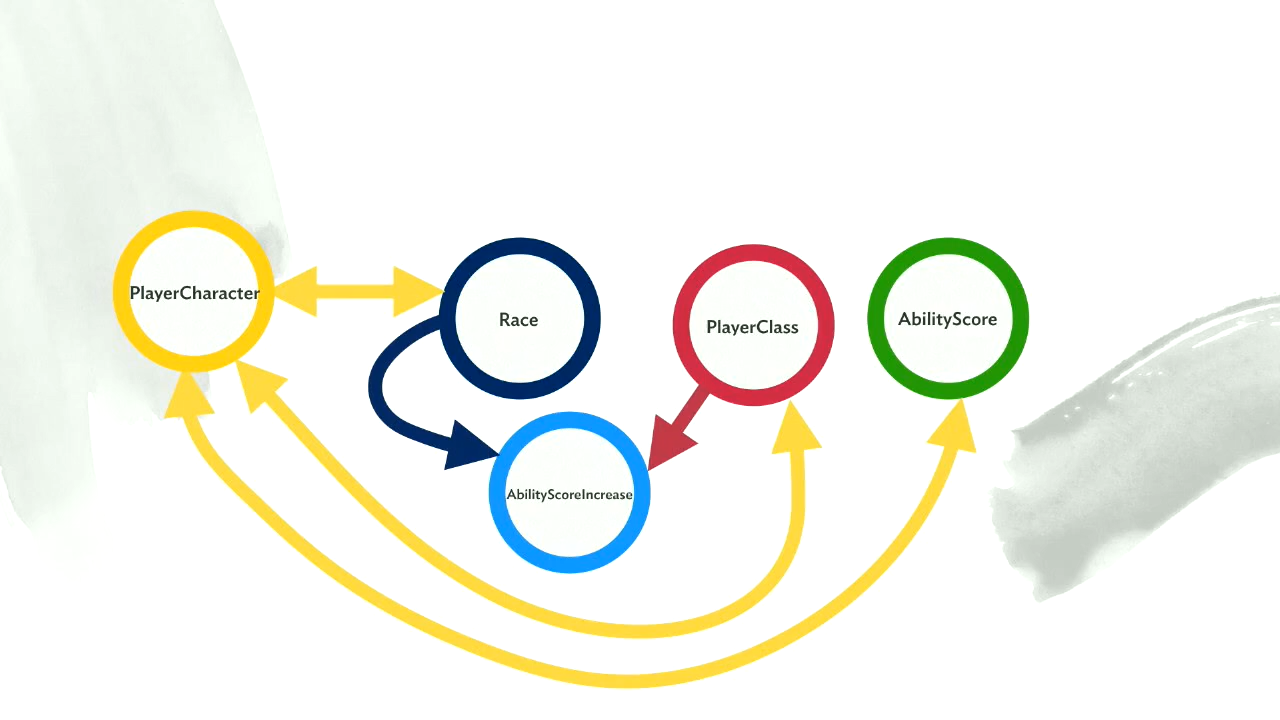 PlayerCharacter
Race
PlayerClass
AbilityScore
AbilityScoreIncrease